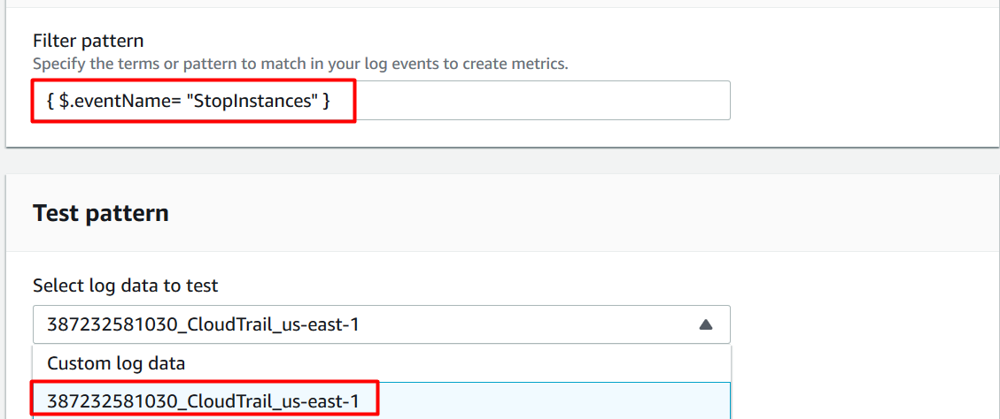 Filter pattern
Specify the terms or pattern to match in your log events to create metrics.
{ $.eventName= "StopInstances" }
Test pattern
Select log data to test
387232581030_CloudTrail_us-east-1
Custom log data
387232581030_CloudTrail_us-east-1